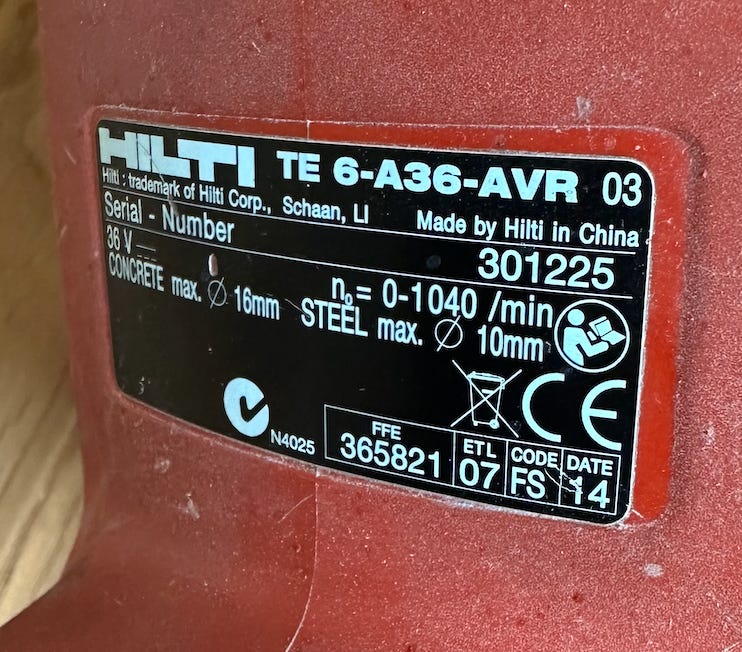 HILTI TE 6-A36-AVR 03
Hilti : trademark of Hilti Corp., Schaan, LI Made by Hilti in China
Serial - Number 301225
36 V ⎓ n₀= 0-1040 /min
CONCRETE max. Ø 16mm STEEL max. Ø 10mm
CE
N4025
FFE ETL CODE DATE
365821 07 FS 14